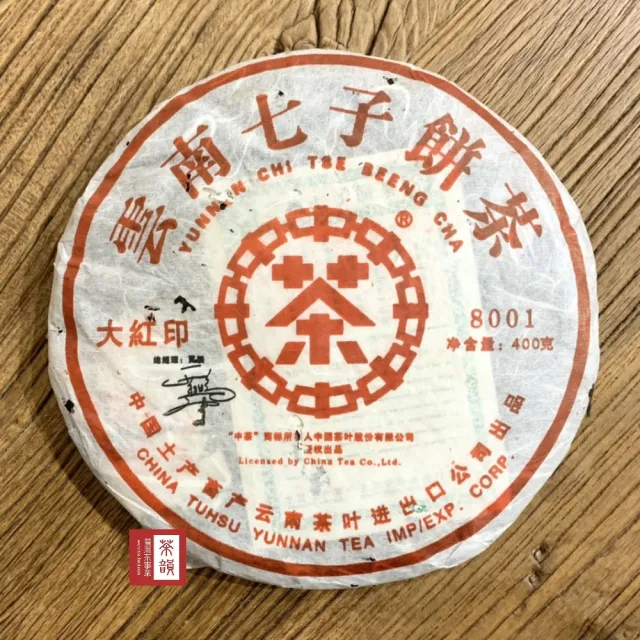 雲南七子餅茶
YUNNAN CHI TSE BEENG CHA
®
茶
大紅印
8001
净含量：400克
Licensed by China Tea Co.,Ltd.
中国土产畜产云南茶叶进出口公司出品
CHINA TUHSU YUNNAN TEA IMP/EXP. CORP
茶韻